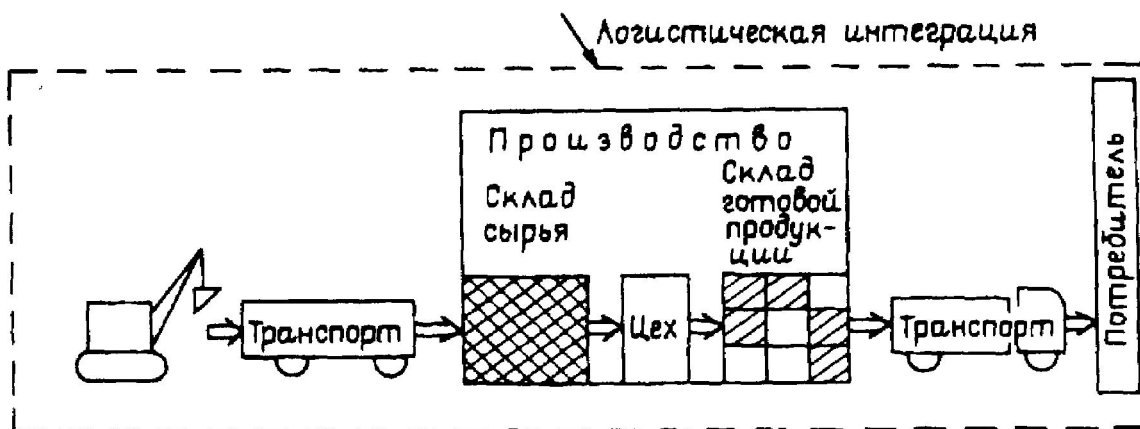 Логистическая интеграция
Производство
Склад
сырья
Склад
готовой
продук-
ции
Транспорт
Цех
Транспорт
Потребитель